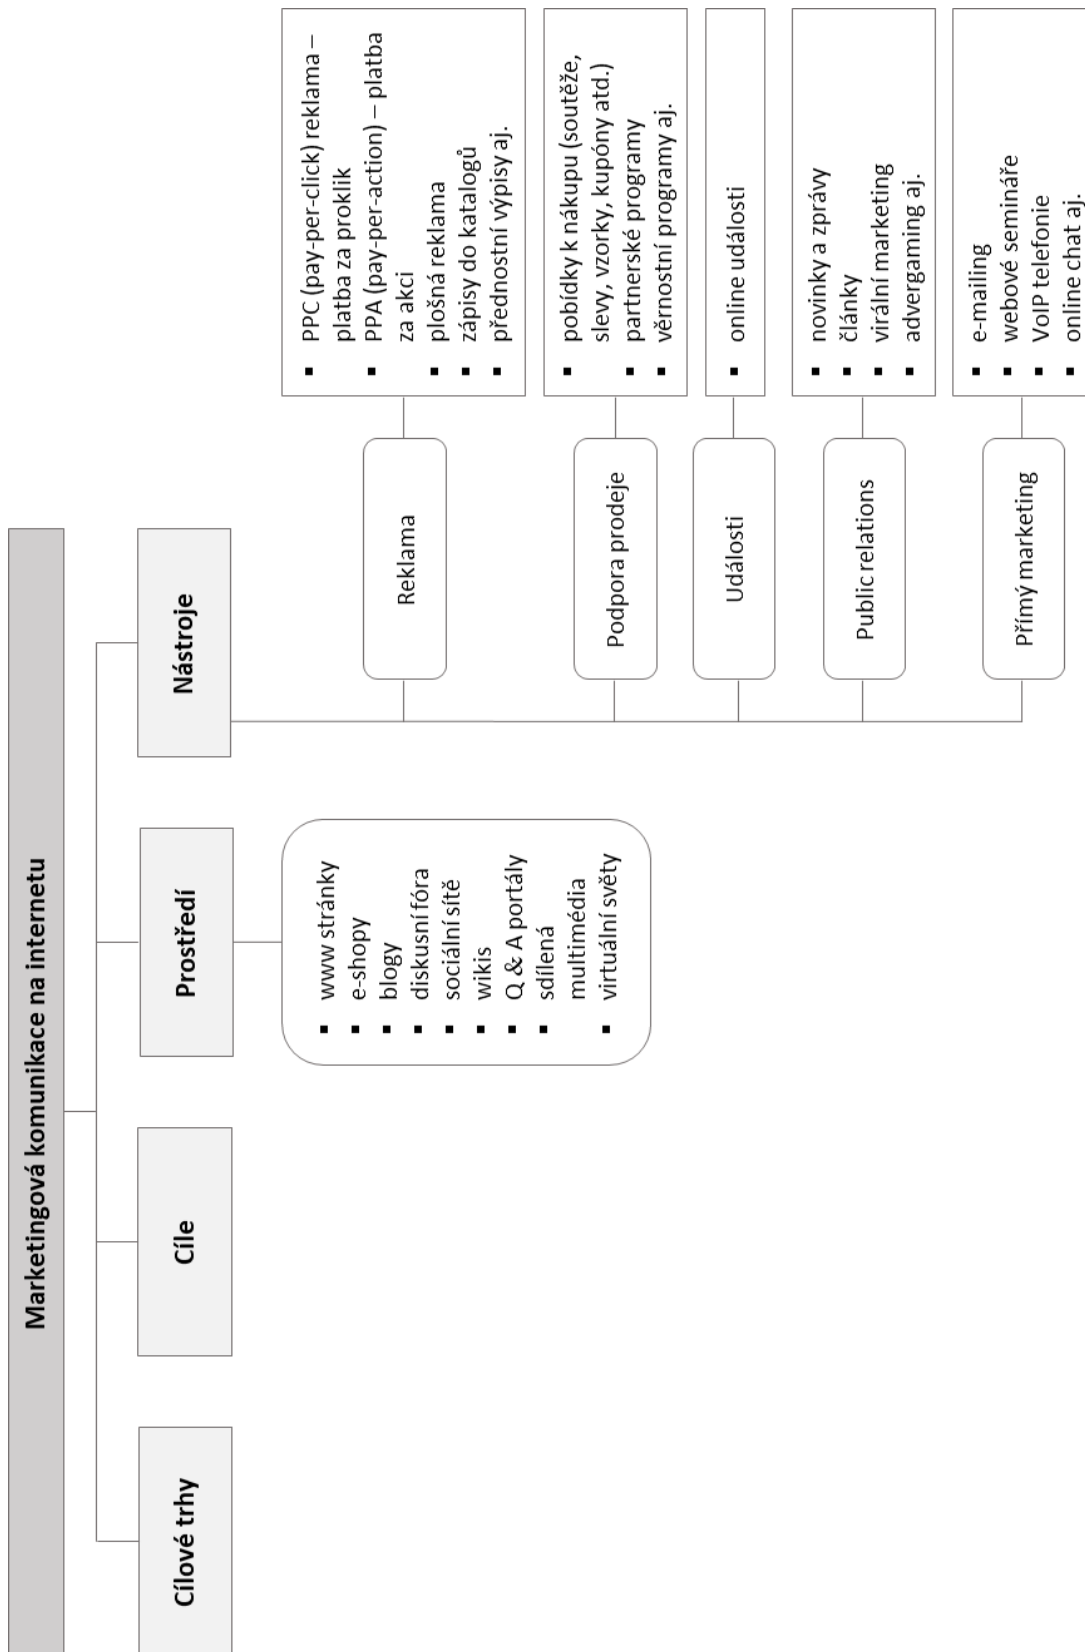 Marketingová komunikace na internetu
Cílové trhy
Cíle
Prostředí
Nástroje
▪ www stránky
▪ e-shopy
▪ blogy
▪ diskusní fóra
▪ sociální sítě
▪ wikis
▪ Q & A portály
▪ sdílená
multimédia
▪ virtuální světy
Reklama
▪ PPC (pay-per-click) reklama –
platba za proklik
▪ PPA (pay-per-action) – platba
za akci
▪ plošná reklama
▪ zápisy do katalogů
▪ přednostní výpisy aj.
Podpora prodeje
▪ pobídky k nákupu (soutěže,
slevy, vzorky, kupóny atd.)
▪ partnerské programy
▪ věrnostní programy aj.
Události
▪ online události
Public relations
▪ novinky a zprávy
▪ články
▪ virální marketing
▪ advergaming aj.
Přímý marketing
▪ e-mailing
▪ webové semináře
▪ VoIP telefonie
▪ online chat aj.